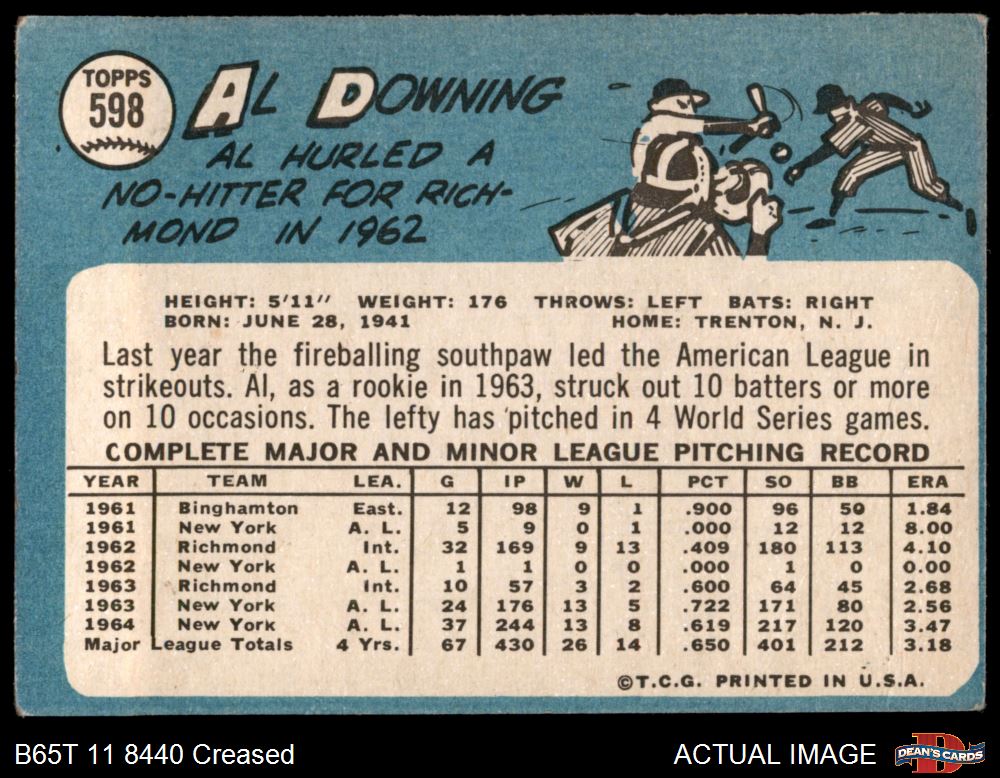 TOPPS
598
AL DOWNING
AL HURLED A
NO-HITTER FOR RICH-
MOND IN 1962
HEIGHT: 5'11" WEIGHT: 176 THROWS: LEFT BATS: RIGHT
BORN: JUNE 28, 1941 HOME: TRENTON, N. J.
Last year the fireballing southpaw led the American League in
strikeouts. Al, as a rookie in 1963, struck out 10 batters or more
on 10 occasions. The lefty has pitched in 4 World Series games.
COMPLETE MAJOR AND MINOR LEAGUE PITCHING RECORD
YEAR TEAM LEA. G IP W L PCT SO BB ERA
1961 Binghamton East. 12 98 9 1 .900 96 50 1.84
1961 New York A. L. 5 9 0 1 .000 12 12 8.00
1962 Richmond Int. 32 169 9 13 .409 180 113 4.10
1962 New York A. L. 1 1 0 0 .000 1 0 0.00
1963 Richmond Int. 10 57 3 2 .600 64 45 2.68
1963 New York A. L. 24 176 13 5 .722 171 80 2.56
1964 New York A. L. 37 244 13 8 .619 217 120 3.47
Major League Totals 4 Yrs. 67 430 26 14 .650 401 212 3.18
©T.C.G. PRINTED IN U.S.A.
B65T 11 8440 Creased ACTUAL IMAGE
DEAN'S CARDS